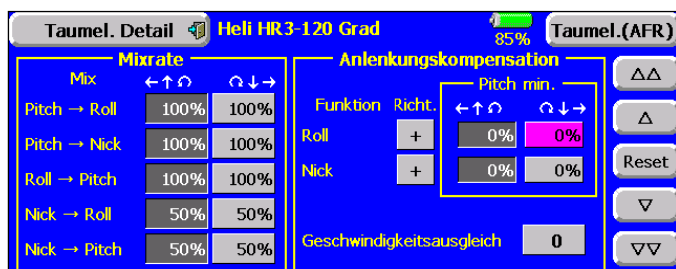 Taumel. Detail Heli HR3-120 Grad 85% Taumel.(AFR)
Mixrate
Mix ←↑∩ ∩↓→
Pitch → Roll 100% 100%
Pitch → Nick 100% 100%
Roll → Pitch 100% 100%
Nick → Roll 50% 50%
Nick → Pitch 50% 50%
Anlenkungskompensation
Pitch min.
Funktion Richt. ←↑∩ ∩↓→
Roll + 0% 0%
Nick + 0% 0%
Geschwindigkeitsausgleich 0
△△
△
Reset
▽
▽▽